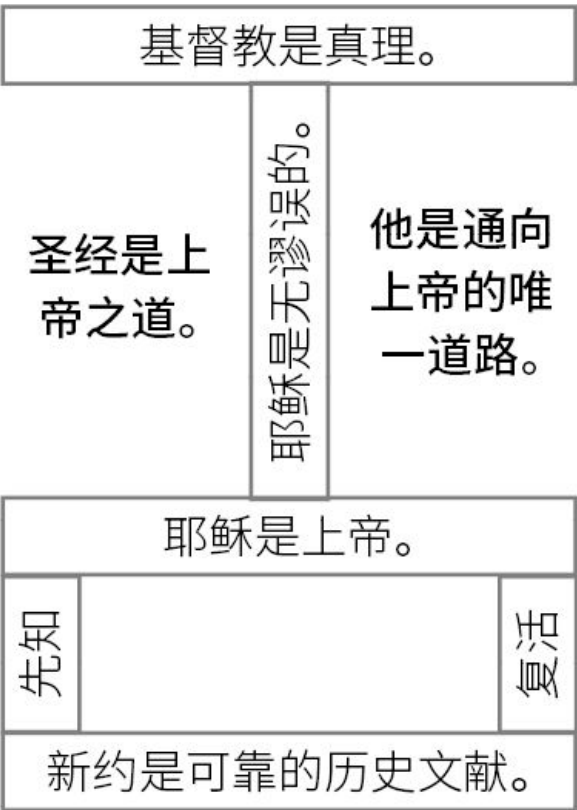 基督教是真理。
圣经是上
帝之道。
耶稣是无谬误的。
他是通向
上帝的唯
一道路。
耶稣是上帝。
先知
复活
新约是可靠的历史文献。